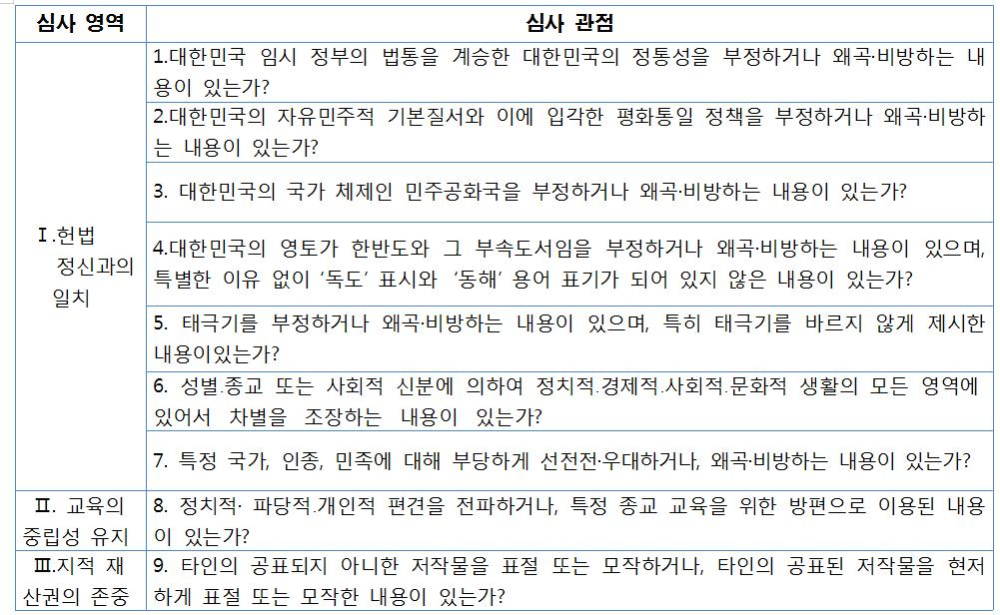 심사 영역 심사 관점
1.대한민국 임시 정부의 법통을 계승한 대한민국의 정통성을 부정하거나 왜곡·비방하는 내
용이 있는가?
2.대한민국의 자유민주적 기본질서와 이에 입각한 평화통일 정책을 부정하거나 왜곡·비방하
는 내용이 있는가?
3. 대한민국의 국가 체제인 민주공화국을 부정하거나 왜곡·비방하는 내용이 있는가?
Ⅰ.헌법
정신과의
일치
4.대한민국의 영토가 한반도와 그 부속도서임을 부정하거나 왜곡·비방하는 내용이 있으며,
특별한 이유 없이 ‘독도’ 표시와 ‘동해’ 용어 표기가 되어 있지 않은 내용이 있는가?
5. 태극기를 부정하거나 왜곡·비방하는 내용이 있으며, 특히 태극기를 바르지 않게 제시한
내용이있는가?
6. 성별.종교 또는 사회적 신분에 의하여 정치적.경제적.사회적.문화적 생활의 모든 영역에
있어서 차별을 조장하는 내용이 있는가?
7. 특정 국가, 인종, 민족에 대해 부당하게 선전전·우대하거나, 왜곡·비방하는 내용이 있는가?
Ⅱ. 교육의
중립성 유지
8. 정치적· 파당적.개인적 편견을 전파하거나, 특정 종교 교육을 위한 방편으로 이용된 내용
이 있는가?
Ⅲ.지적 재
산권의 존중
9. 타인의 공표되지 아니한 저작물을 표절 또는 모작하거나, 타인의 공표된 저작물을 현저
하게 표절 또는 모작한 내용이 있는가?